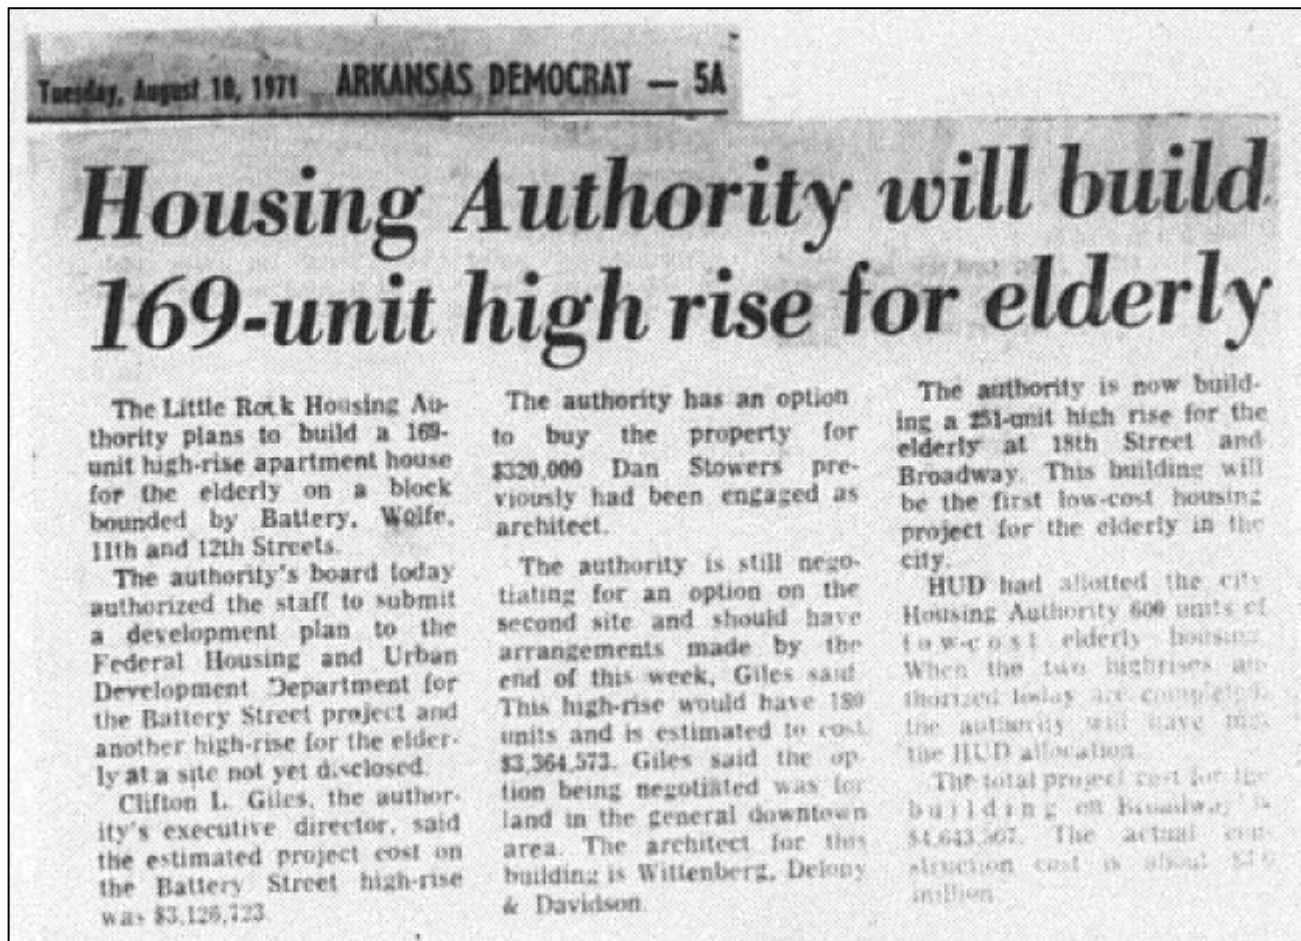 Tuesday, August 10, 1971 ARKANSAS DEMOCRAT — 5A
Housing Authority will build
169-unit high rise for elderly
The Little Rock Housing Au-
thority plans to build a 169-
unit high-rise apartment house
for the elderly on a block
bounded by Battery, Wolfe,
11th and 12th Streets.
The authority's board today
authorized the staff to submit
a development plan to the
Federal Housing and Urban
Development Department for
the Battery Street project and
another high-rise for the elder-
ly at a site not yet disclosed.
Clifton L. Giles, the author-
ity's executive director, said
the estimated project cost on
the Battery Street high-rise
was $3,126,723.
The authority has an option
to buy the property for
$320,000 Dan Stowers pre-
viously had been engaged as
architect.
The authority is still nego-
tiating for an option on the
second site and should have
arrangements made by the
end of this week, Giles said.
This high-rise would have 180
units and is estimated to cost
$3,364,573. Giles said the op-
tion being negotiated was for
land in the general downtown
area. The architect for this
building is Wittenberg, Delony
& Davidson.
The authority is now build-
ing a 251-unit high rise for the
elderly at 18th Street and
Broadway. This building will
be the first low-cost housing
project for the elderly in the
city.
HUD had allotted the city
Housing Authority 600 units of
low-cost elderly housing.
When the two highrises au-
thorized today are completed,
the authority will have met
the HUD allocation.
The total project cost for the
building on Broadway is
The actual con-
struction cost is about
million.